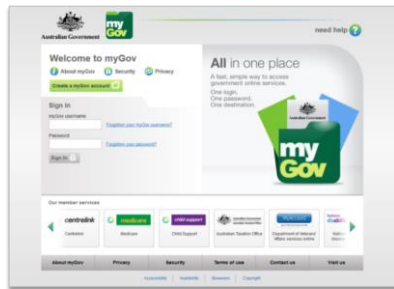 Australian Government
my
Gov
need help ?
Welcome to myGov
About myGov Security Privacy
Create a myGov account
Sign in
myGov username
Forgotten your myGov username?
Password
Forgotten your password?
Sign in
All in one place
A fast, simple way to access
government online services.
One login.
One password.
One destination.
my
Gov
Our member services
centrelink
medicare
child support
Australian Government
MyAccount
Centrelink
Medicare
Child Support
Australian Taxation Office
Department of Veterans'
Affairs services online
About myGov Privacy Security Terms of use Contact us Visit us
Accessibility Copyright